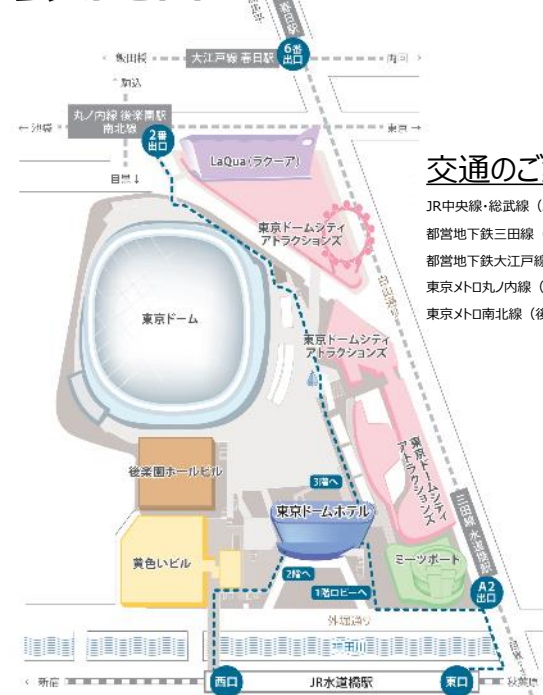 春日駅
飯田橋
大江戸線 春日駅
6番
出口
両国
駒込
丸ノ内線 後楽園駅
南北線
← 池袋
2番
出口
東京 →
目黒↓
LaQua(ラクーア)
交通のご
JR中央線・総武線（
都営地下鉄三田線
都営地下鉄大江戸線
東京メトロ丸ノ内線（
東京メトロ南北線（後
東京ドームシティ
アトラクションズ
白山通り
東京ドーム
東京ドームシティ
アトラクションズ
東京ドームシティ
アトラクションズ
後楽園ホールビル
3階へ
東京ドームホテル
三田線 水道橋駅
黄色いビル
2階へ
1階ロビーへ
ミーツポート
A2
出口
外堀通り
神田川
新宿
西口
JR水道橋駅
東口
秋葉原